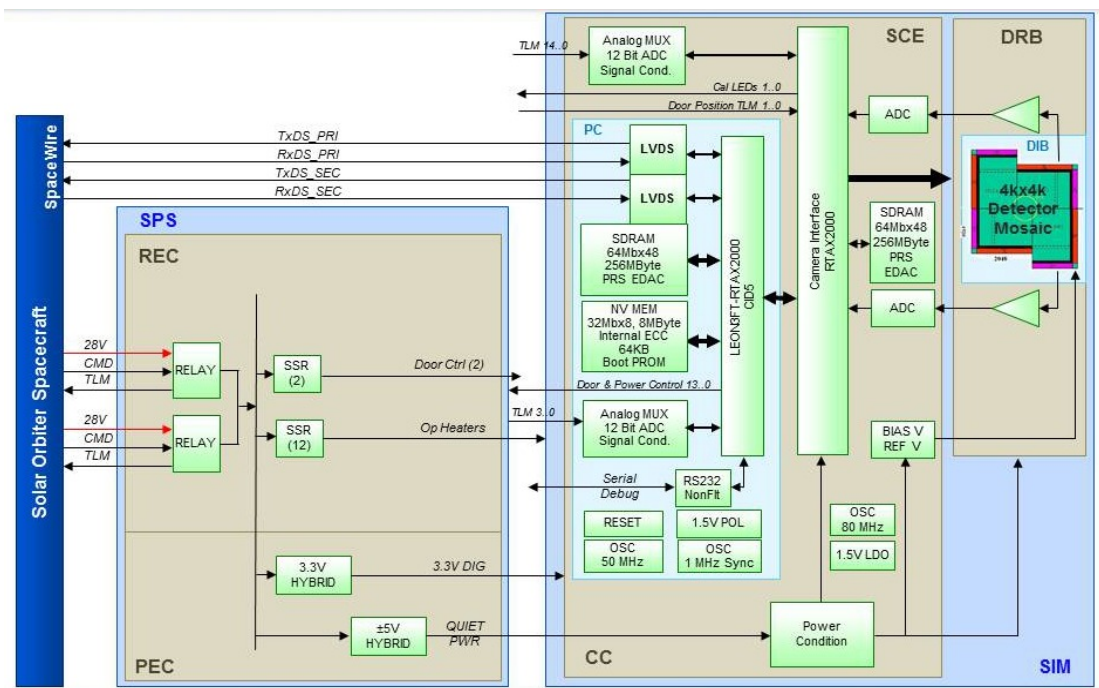 SCE
DRB
TLM 14..0
Analog MUX
12 Bit ADC
Signal Cond.
Cal LEDs 1..0
Door Position TLM 1..0
PC
ADC
DIB
SpaceWire
TxDS_PRI
RxDS_PRI
TxDS_SEC
RxDS_SEC
LVDS
LVDS
4kx4k
Detector
Mosaic
2048
SDRAM
64Mbx48
256MByte
PRS EDAC
LEON3FT-RTAX2000
CID5
Camera Interface
RTAX2000
SDRAM
64Mbx48
256MByte
PRS
EDAC
NV MEM
32Mbx8, 8MByte
Internal ECC
64KB
Boot PROM
ADC
SPS
REC
Solar Orbiter Spacecraft
28V
CMD
TLM
RELAY
SSR
(2)
Door Ctrl (2)
Door & Power Control 13..0
28V
CMD
TLM
RELAY
SSR
(12)
Op Heaters
TLM 3..0
Analog MUX
12 Bit ADC
Signal Cond.
BIAS V
REF V
Serial
Debug
RS232
NonFlt
RESET
1.5V POL
OSC
50 MHz
OSC
1 MHz Sync
OSC
80 MHz
1.5V LDO
3.3V
HYBRID
3.3V DIG
±5V
HYBRID
QUIET
PWR
Power
Condition
PEC
CC
SIM